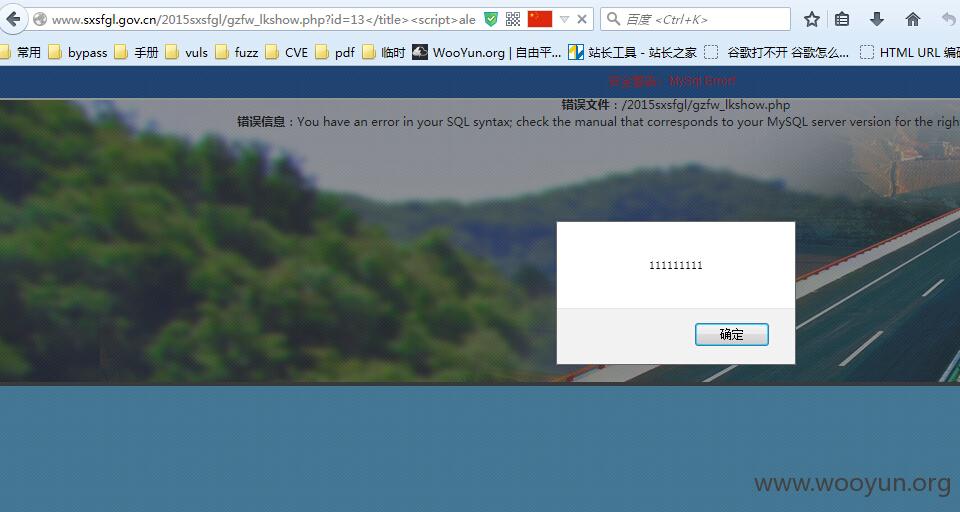 www.sxsfgl.gov.cn/2015sxsfgl/gzfw_lkshow.php?id=13</title><script>ale
百度 <Ctrl+K>
常用 bypass 手册 vuls fuzz CVE pdf 临时 WooYun.org | 自由平... 站长工具 - 站长之家 谷歌打不开 谷歌怎么... HTML URL 编码
安全警告：MySql Error!
错误文件：/2015sxsfgl/gzfw_lkshow.php
错误信息：You have an error in your SQL syntax; check the manual that corresponds to your MySQL server version for the righ
111111111
确定
www.wooyun.org